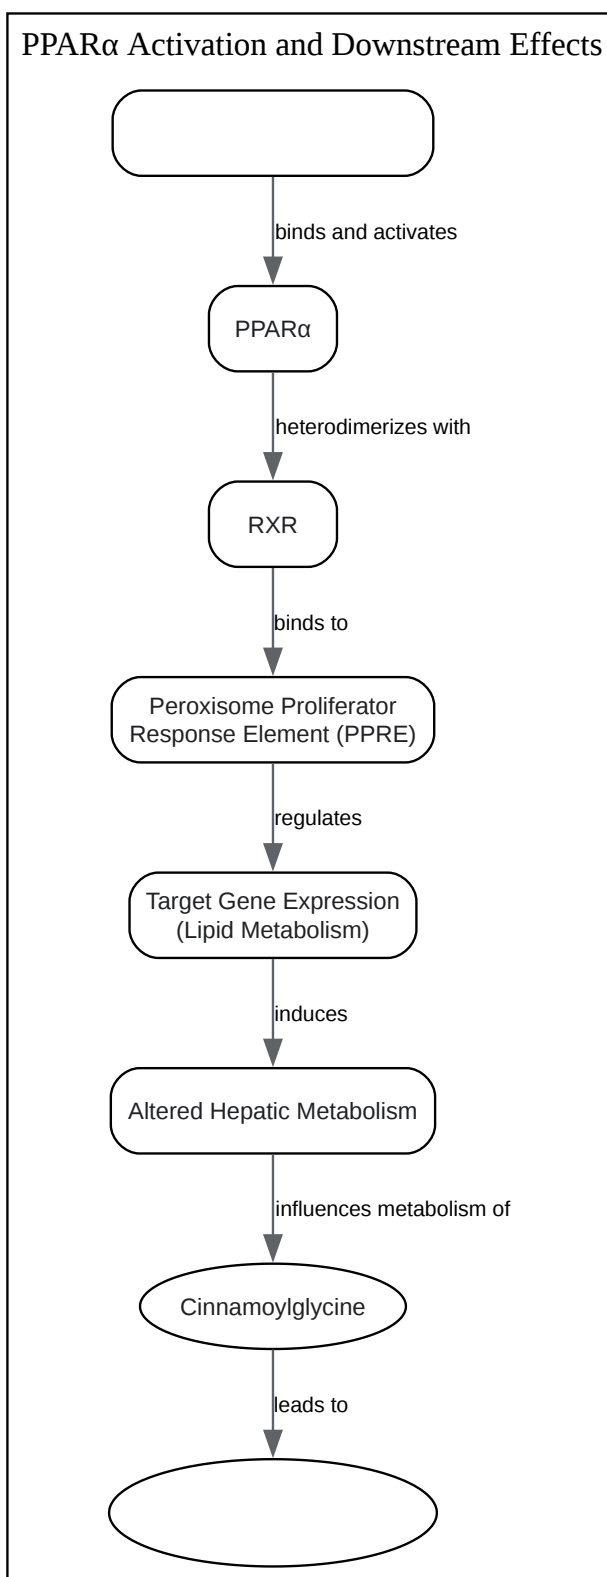 PPARα Activation and Downstream Effects
binds and activates
PPARα
heterodimerizes with
RXR
binds to
Peroxisome Proliferator
Response Element (PPRE)
regulates
Target Gene Expression
(Lipid Metabolism)
induces
Altered Hepatic Metabolism
influences metabolism of
Cinnamoylglycine
leads to